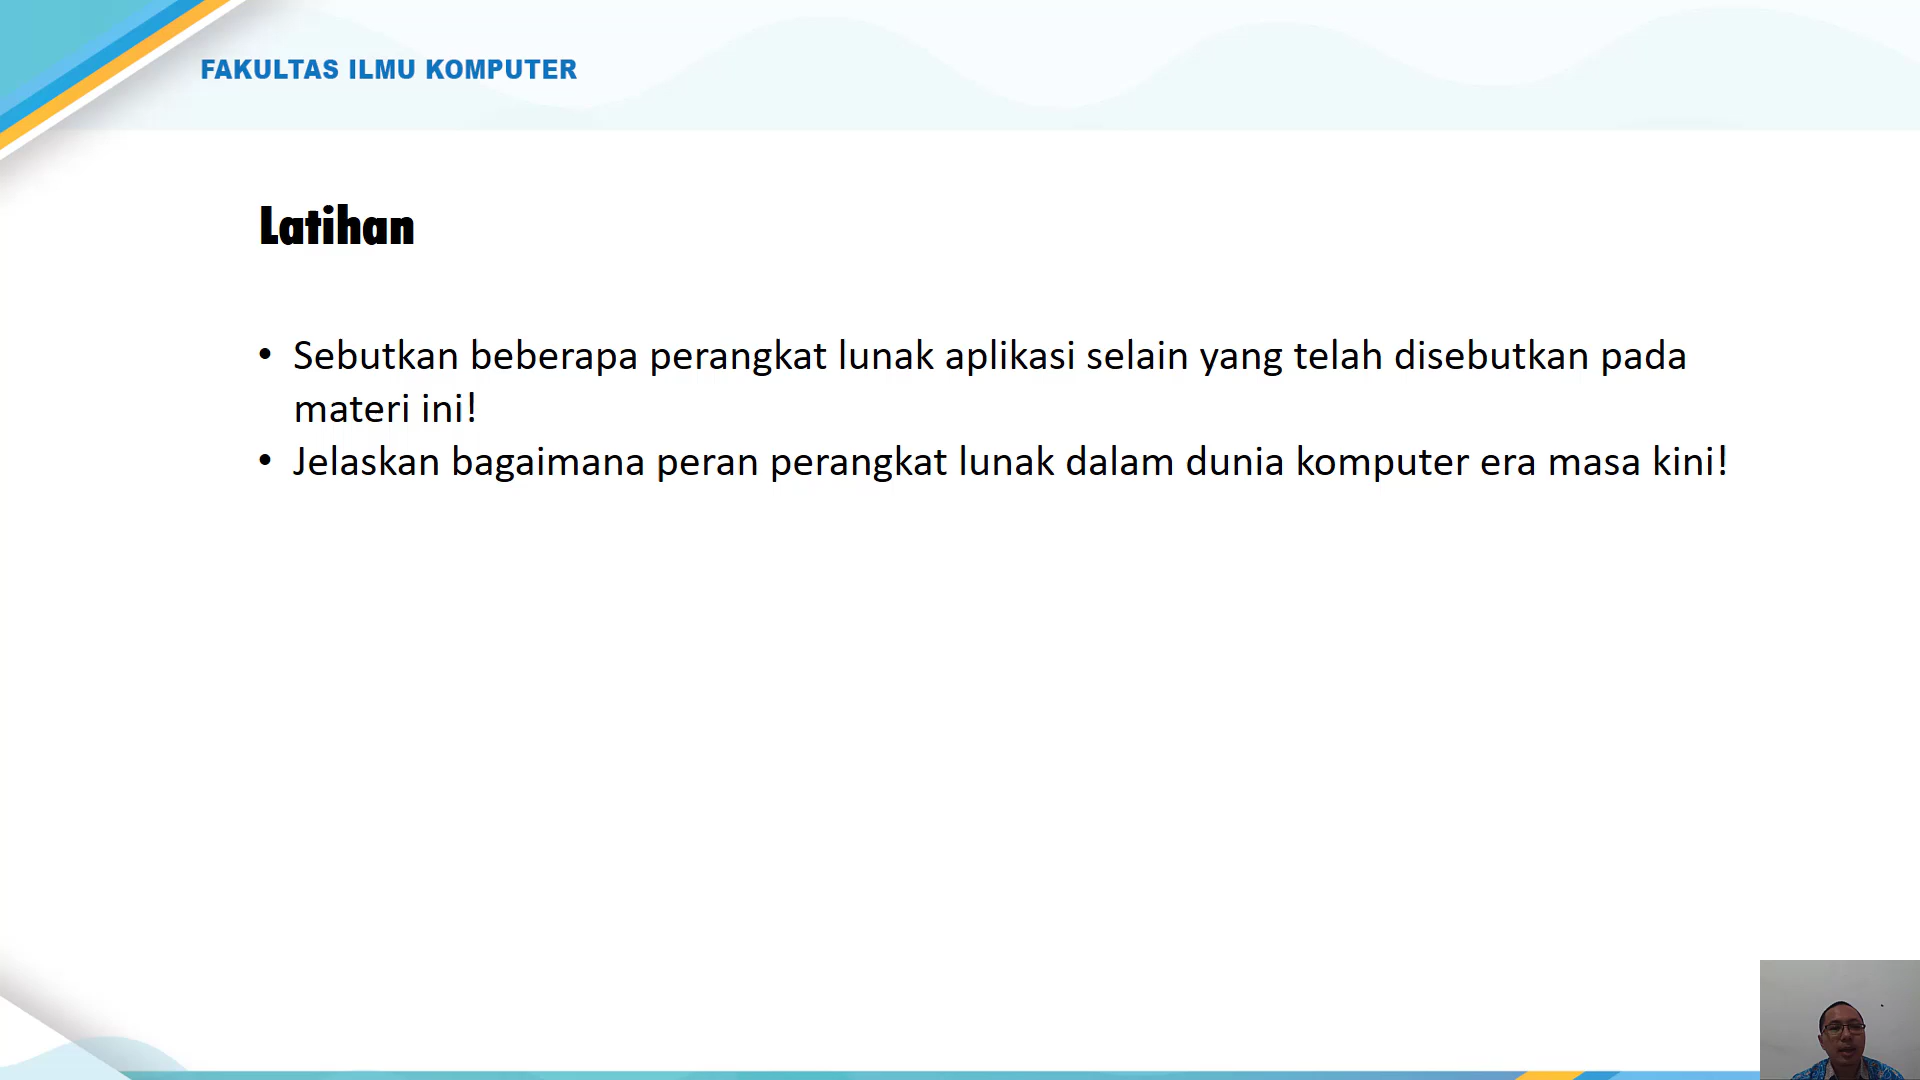 FAKULTAS ILMU KOMPUTER
Latihan
• Sebutkan beberapa perangkat lunak aplikasi selain yang telah disebutkan pada
materi ini!
• Jelaskan bagaimana peran perangkat lunak dalam dunia komputer era masa kini!